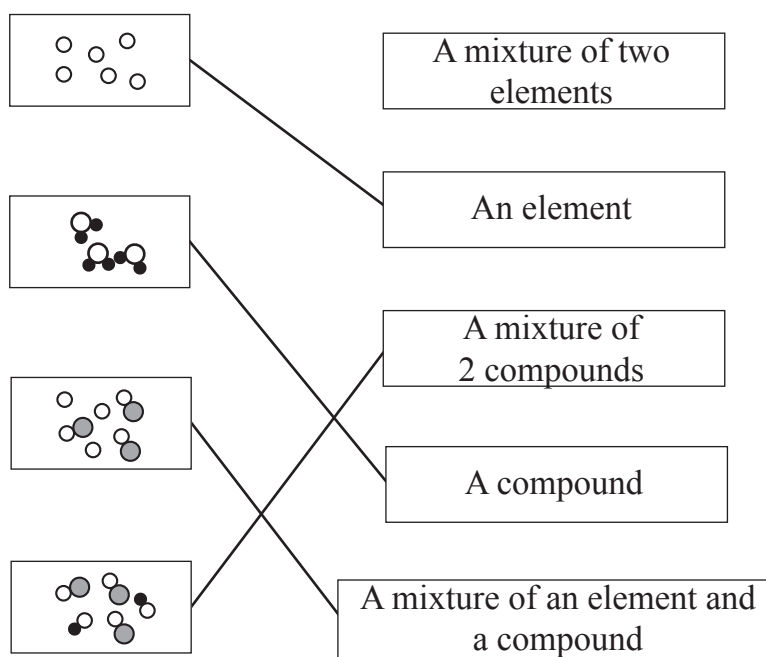 A mixture of two
elements
An element
A mixture of
2 compounds
A compound
A mixture of an element and
a compound